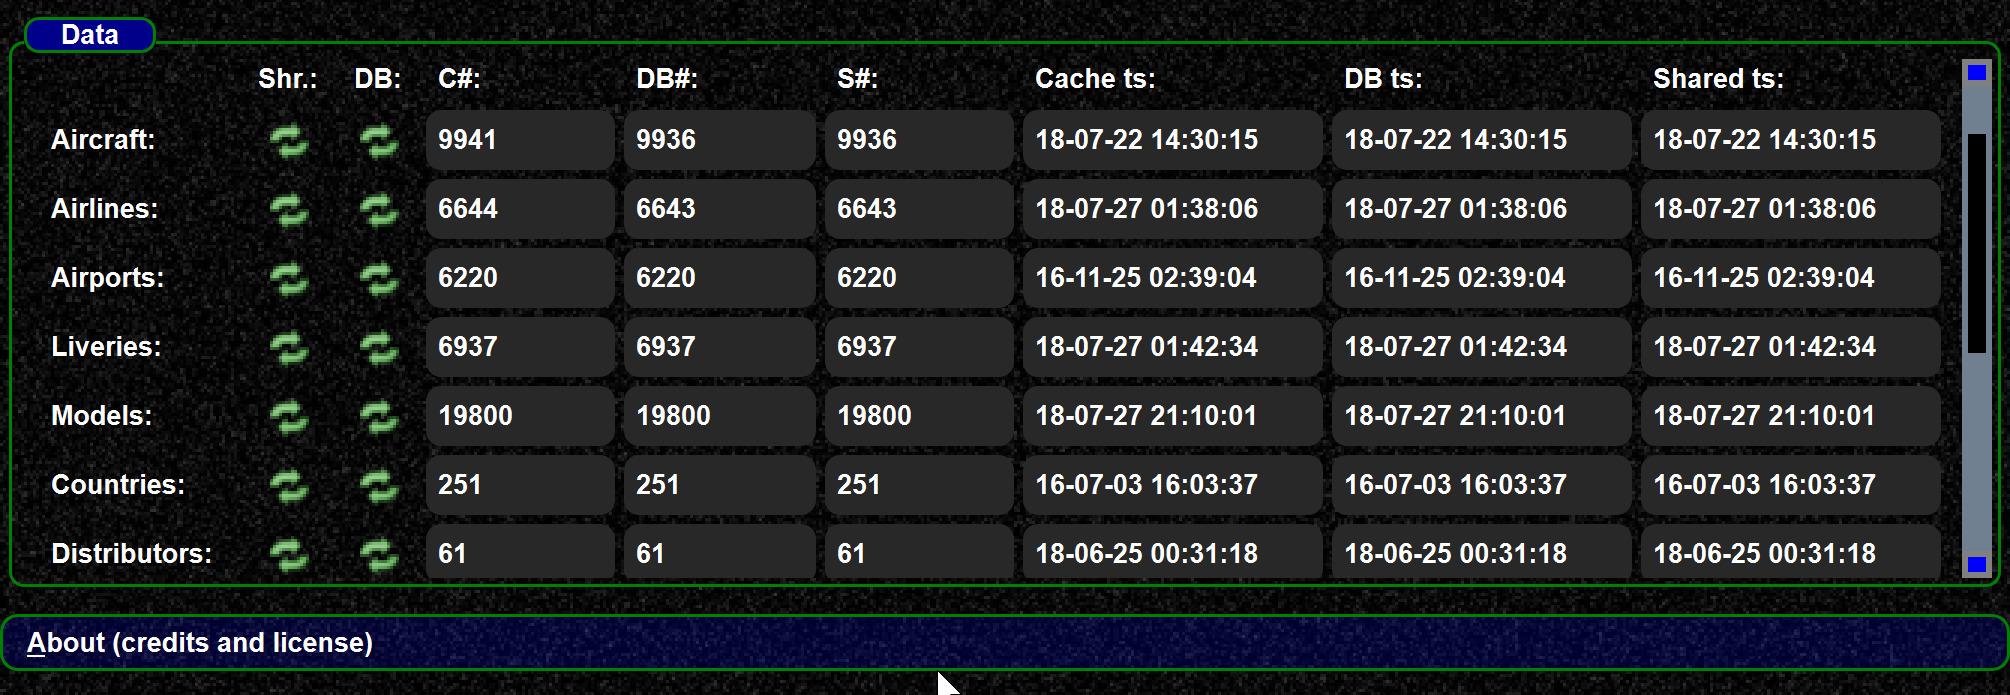 Data
Shr.: DB: C#: DB#: S#: Cache ts: DB ts: Shared ts:
Aircraft: 9941 9936 9936 18-07-22 14:30:15 18-07-22 14:30:15 18-07-22 14:30:15
Airlines: 6644 6643 6643 18-07-27 01:38:06 18-07-27 01:38:06 18-07-27 01:38:06
Airports: 6220 6220 6220 16-11-25 02:39:04 16-11-25 02:39:04 16-11-25 02:39:04
Liveries: 6937 6937 6937 18-07-27 01:42:34 18-07-27 01:42:34 18-07-27 01:42:34
Models: 19800 19800 19800 18-07-27 21:10:01 18-07-27 21:10:01 18-07-27 21:10:01
Countries: 251 251 251 16-07-03 16:03:37 16-07-03 16:03:37 16-07-03 16:03:37
Distributors: 61 61 61 18-06-25 00:31:18 18-06-25 00:31:18 18-06-25 00:31:18
About (credits and license)